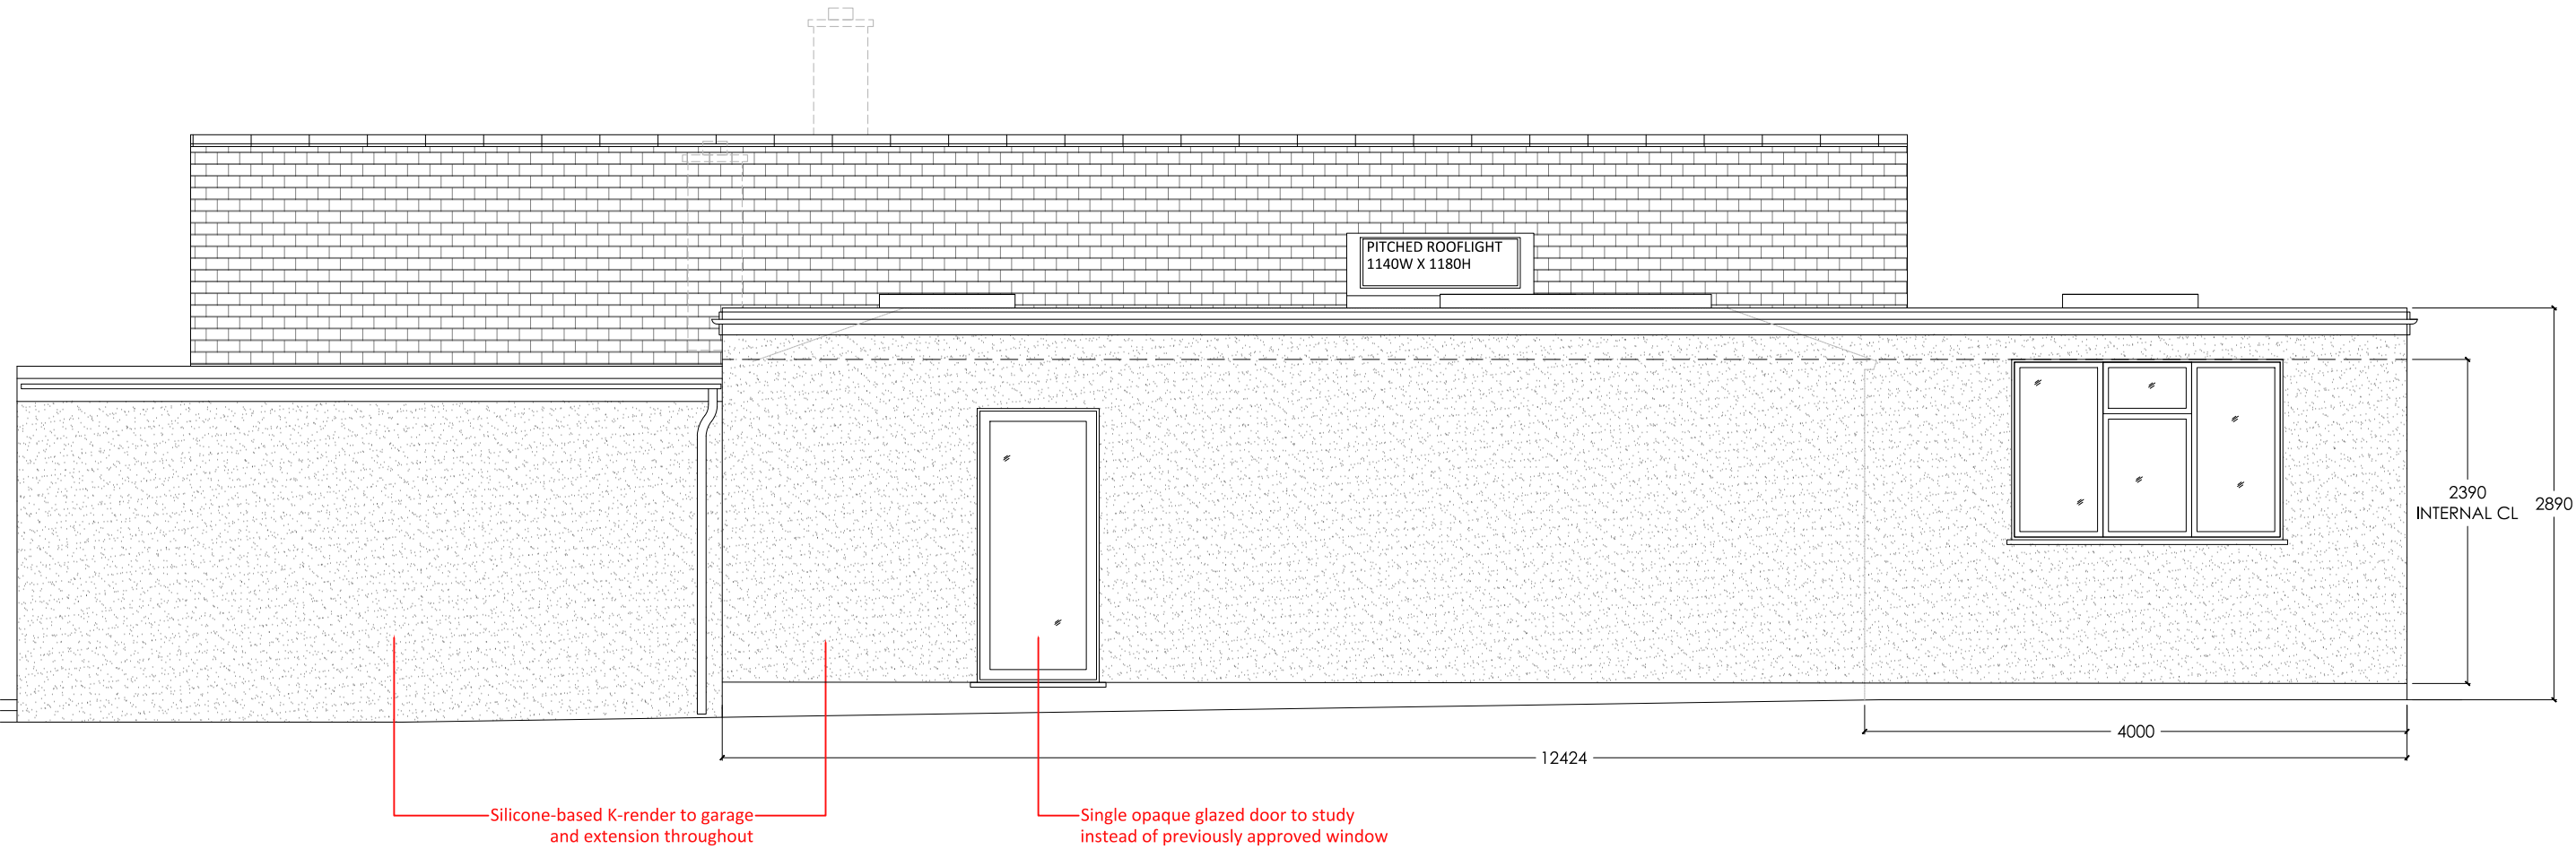 PITCHED ROOFLIGHT
1140W X 1180H
2390
INTERNAL CL
2890
4000
12424
Silicone-based K-render to garage
and extension throughout
Single opaque glazed door to study
instead of previously approved window